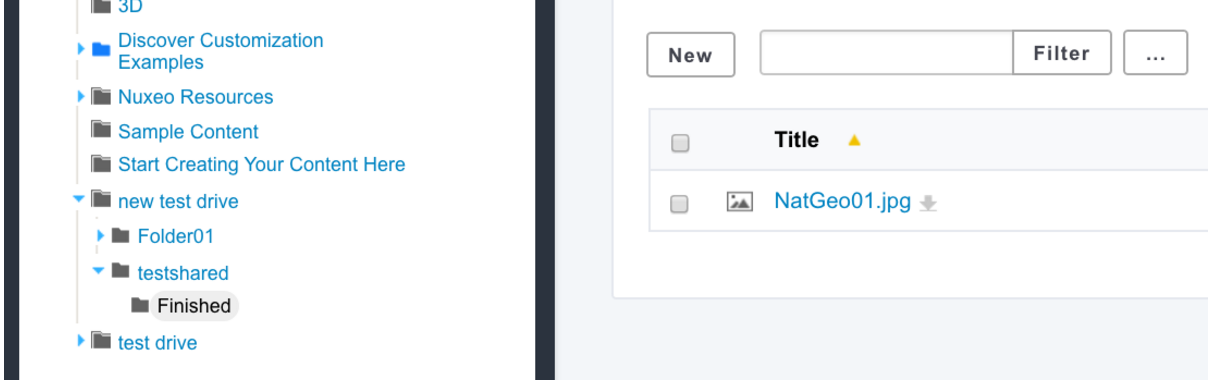 3D
Discover Customization
Examples
Nuxeo Resources
Sample Content
Start Creating Your Content Here
new test drive
Folder01
testshared
Finished
test drive
New
Filter
...
Title
NatGeo01.jpg